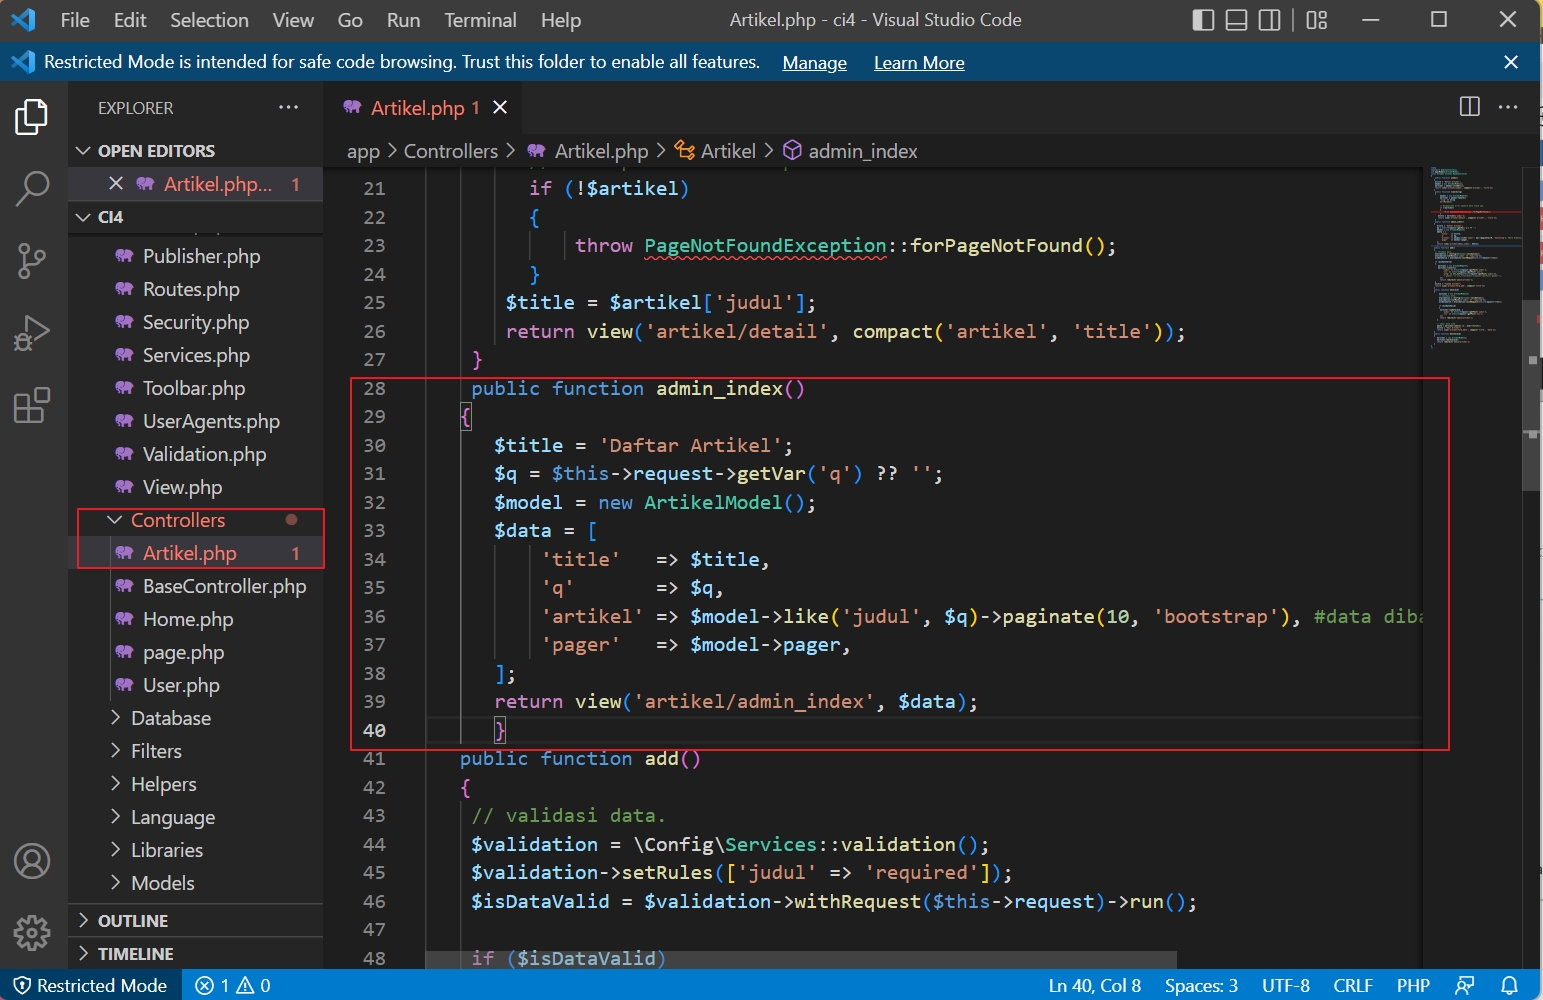 File Edit Selection View Go Run Terminal Help
Artikel.php - ci4 - Visual Studio Code
Restricted Mode is intended for safe code browsing. Trust this folder to enable all features. Manage Learn More
EXPLORER
OPEN EDITORS
Artikel.php... 1
CI4
Publisher.php
Routes.php
Security.php
Services.php
Toolbar.php
UserAgents.php
Validation.php
View.php
Controllers
Artikel.php 1
BaseController.php
Home.php
page.php
User.php
Database
Filters
Helpers
Language
Libraries
Models
OUTLINE
TIMELINE
Artikel.php 1
app > Controllers > Artikel.php > Artikel > admin_index
21 if (!$artikel)
22 {
23 throw PageNotFoundException::forPageNotFound();
24 }
25 $title = $artikel['judul'];
26 return view('artikel/detail', compact('artikel', 'title'));
27 }
28 public function admin_index()
29 {
30 $title = 'Daftar Artikel';
31 $q = $this->request->getVar('q') ?? '';
32 $model = new ArtikelModel();
33 $data = [
34 'title' => $title,
35 'q' => $q,
36 'artikel' => $model->like('judul', $q)->paginate(10, 'bootstrap'), #data diba
37 'pager' => $model->pager,
38 ];
39 return view('artikel/admin_index', $data);
40 }
41 public function add()
42 {
43 // validasi data.
44 $validation = \Config\Services::validation();
45 $validation->setRules(['judul' => 'required']);
46 $isDataValid = $validation->withRequest($this->request)->run();
47
48 if ($isDataValid)
Restricted Mode 1 0 Ln 40, Col 8 Spaces: 3 UTF-8 CRLF PHP